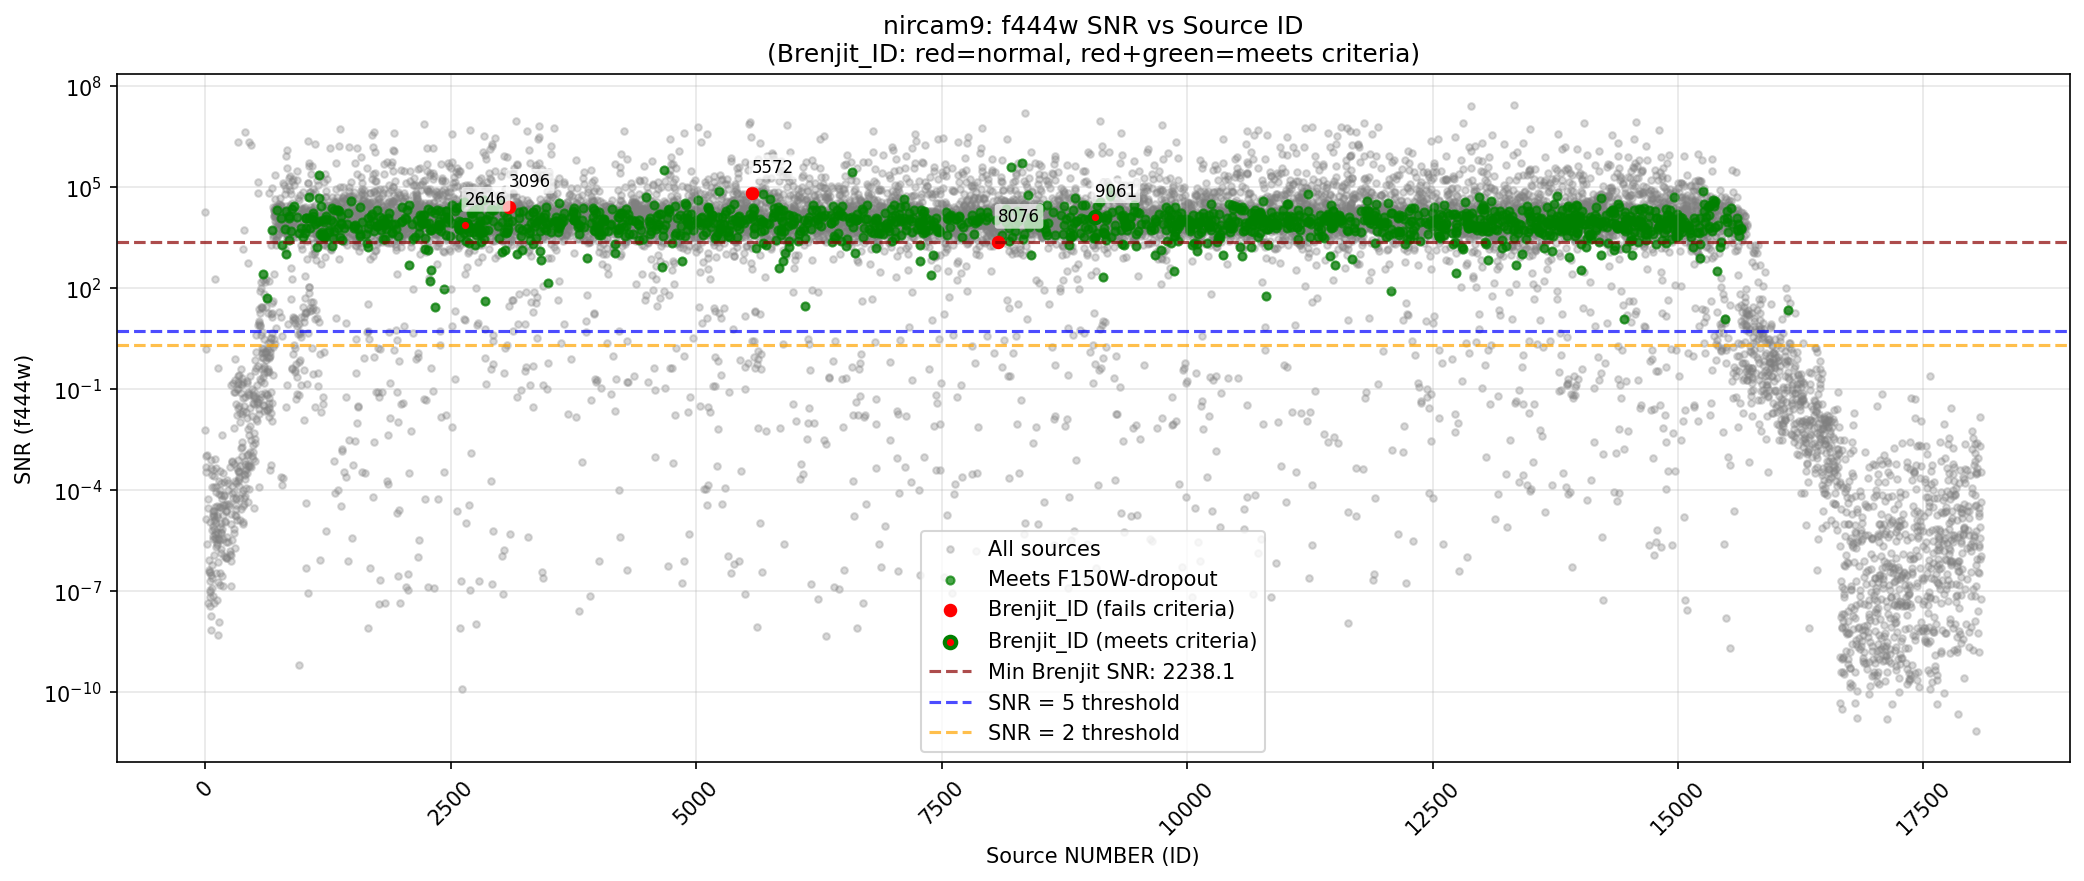 nircam9: f444w SNR vs Source ID
(Brenjit_ID: red=normal, red+green=meets criteria)
SNR (f444w)
10^8
10^5
10^2
10^-1
10^-4
10^-7
10^-10
2646
3096
5572
8076
9061
All sources
Meets F150W-dropout
Brenjit_ID (fails criteria)
Brenjit_ID (meets criteria)
Min Brenjit SNR: 2238.1
SNR = 5 threshold
SNR = 2 threshold
0
2500
5000
7500
10000
12500
15000
17500
Source NUMBER (ID)